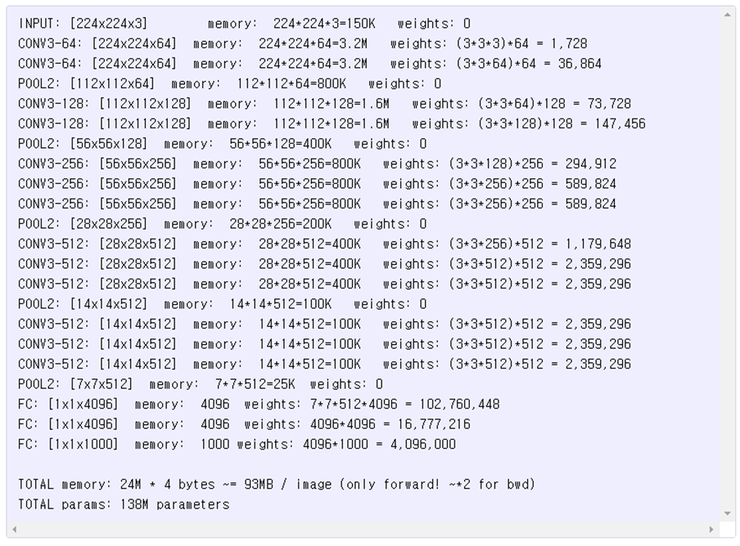 INPUT: [224x224x3] memory: 224*224*3=150K weights: 0
CONV3-64: [224x224x64] memory: 224*224*64=3.2M weights: (3*3*3)*64 = 1,728
CONV3-64: [224x224x64] memory: 224*224*64=3.2M weights: (3*3*64)*64 = 36,864
POOL2: [112x112x64] memory: 112*112*64=800K weights: 0
CONV3-128: [112x112x128] memory: 112*112*128=1.6M weights: (3*3*64)*128 = 73,728
CONV3-128: [112x112x128] memory: 112*112*128=1.6M weights: (3*3*128)*128 = 147,456
POOL2: [56x56x128] memory: 56*56*128=400K weights: 0
CONV3-256: [56x56x256] memory: 56*56*256=800K weights: (3*3*128)*256 = 294,912
CONV3-256: [56x56x256] memory: 56*56*256=800K weights: (3*3*256)*256 = 589,824
CONV3-256: [56x56x256] memory: 56*56*256=800K weights: (3*3*256)*256 = 589,824
POOL2: [28x28x256] memory: 28*28*256=200K weights: 0
CONV3-512: [28x28x512] memory: 28*28*512=400K weights: (3*3*256)*512 = 1,179,648
CONV3-512: [28x28x512] memory: 28*28*512=400K weights: (3*3*512)*512 = 2,359,296
CONV3-512: [28x28x512] memory: 28*28*512=400K weights: (3*3*512)*512 = 2,359,296
POOL2: [14x14x512] memory: 14*14*512=100K weights: 0
CONV3-512: [14x14x512] memory: 14*14*512=100K weights: (3*3*512)*512 = 2,359,296
CONV3-512: [14x14x512] memory: 14*14*512=100K weights: (3*3*512)*512 = 2,359,296
CONV3-512: [14x14x512] memory: 14*14*512=100K weights: (3*3*512)*512 = 2,359,296
POOL2: [7x7x512] memory: 7*7*512=25K weights: 0
FC: [1x1x4096] memory: 4096 weights: 7*7*512*4096 = 102,760,448
FC: [1x1x4096] memory: 4096 weights: 4096*4096 = 16,777,216
FC: [1x1x1000] memory: 1000 weights: 4096*1000 = 4,096,000
TOTAL memory: 24M * 4 bytes ~= 93MB / image (only forward! ~*2 for bwd)
TOTAL params: 138M parameters